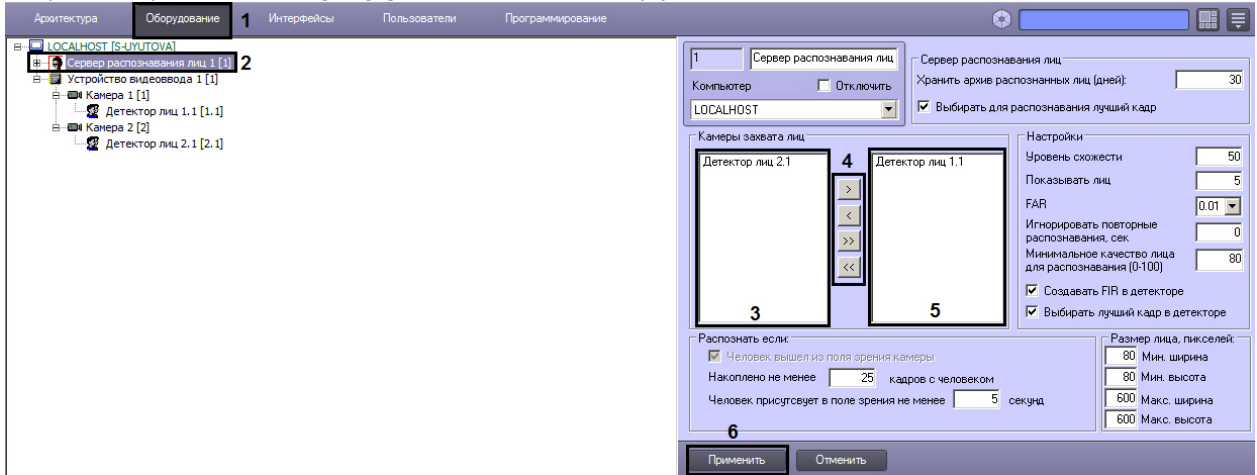 Архитектура Оборудование 1 Интерфейсы Пользователи Программирование
LOCALHOST [S-UYUTOVA]
Сервер распознавания лиц 1 [1] 2
Устройство видеоввода 1 [1]
Камера 1 [1]
Детектор лиц 1.1 [1.1]
Камера 2 [2]
Детектор лиц 2.1 [2.1]
1 Сервер распознавания лиц
Компьютер Отключить
LOCALHOST
Сервер распознавания лиц
Хранить архив распознанных лиц (дней): 30
Выбирать для распознавания лучший кадр
Камеры захвата лиц
Детектор лиц 2.1 4 Детектор лиц 1.1
>
<
>>
<<
3 5
Настройки
Уровень схожести 50
Показывать лиц 5
FAR 0.01
Игнорировать повторные
распознавания, сек 0
Минимальное качество лица
для распознавания (0-100) 80
Создавать FIR в детекторе
Выбирать лучший кадр в детекторе
Распознать если:
Человек вышел из поля зрения камеры
Накоплено не менее 25 кадров с человеком
Человек присутсвует в поле зрения не менее 5 секунд
Размер лица, пикселей:
80 Мин. ширина
80 Мин. высота
600 Макс. ширина
600 Макс. высота
6
Применить Отменить